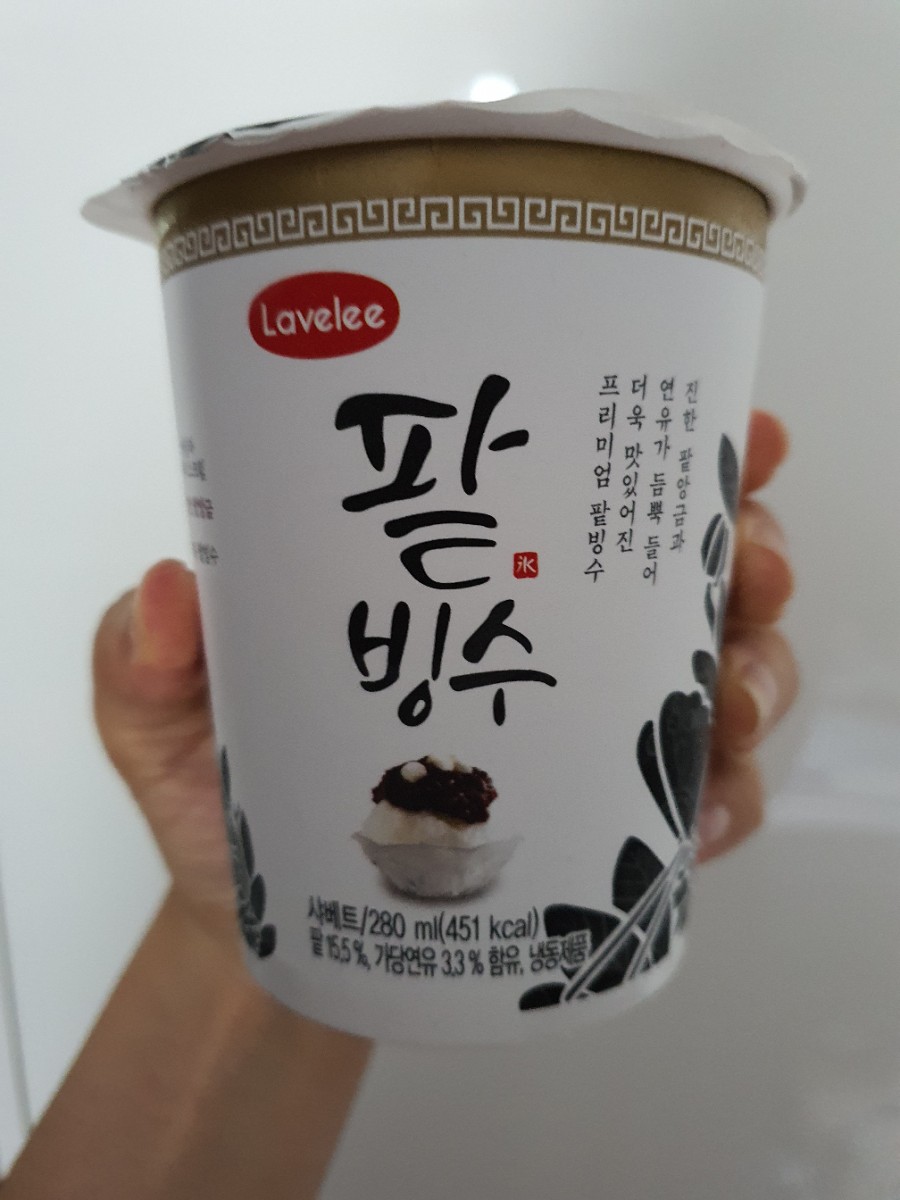 Lavelee
팥
빙수
氷
진한 팥앙금과
연유가 듬뿍 들어
더욱 맛있어진
프리미엄 팥빙수
샤베트/280 ml(451 kcal)
팥 15.5 %, 가당연유 3.3 % 함유, 냉동제품